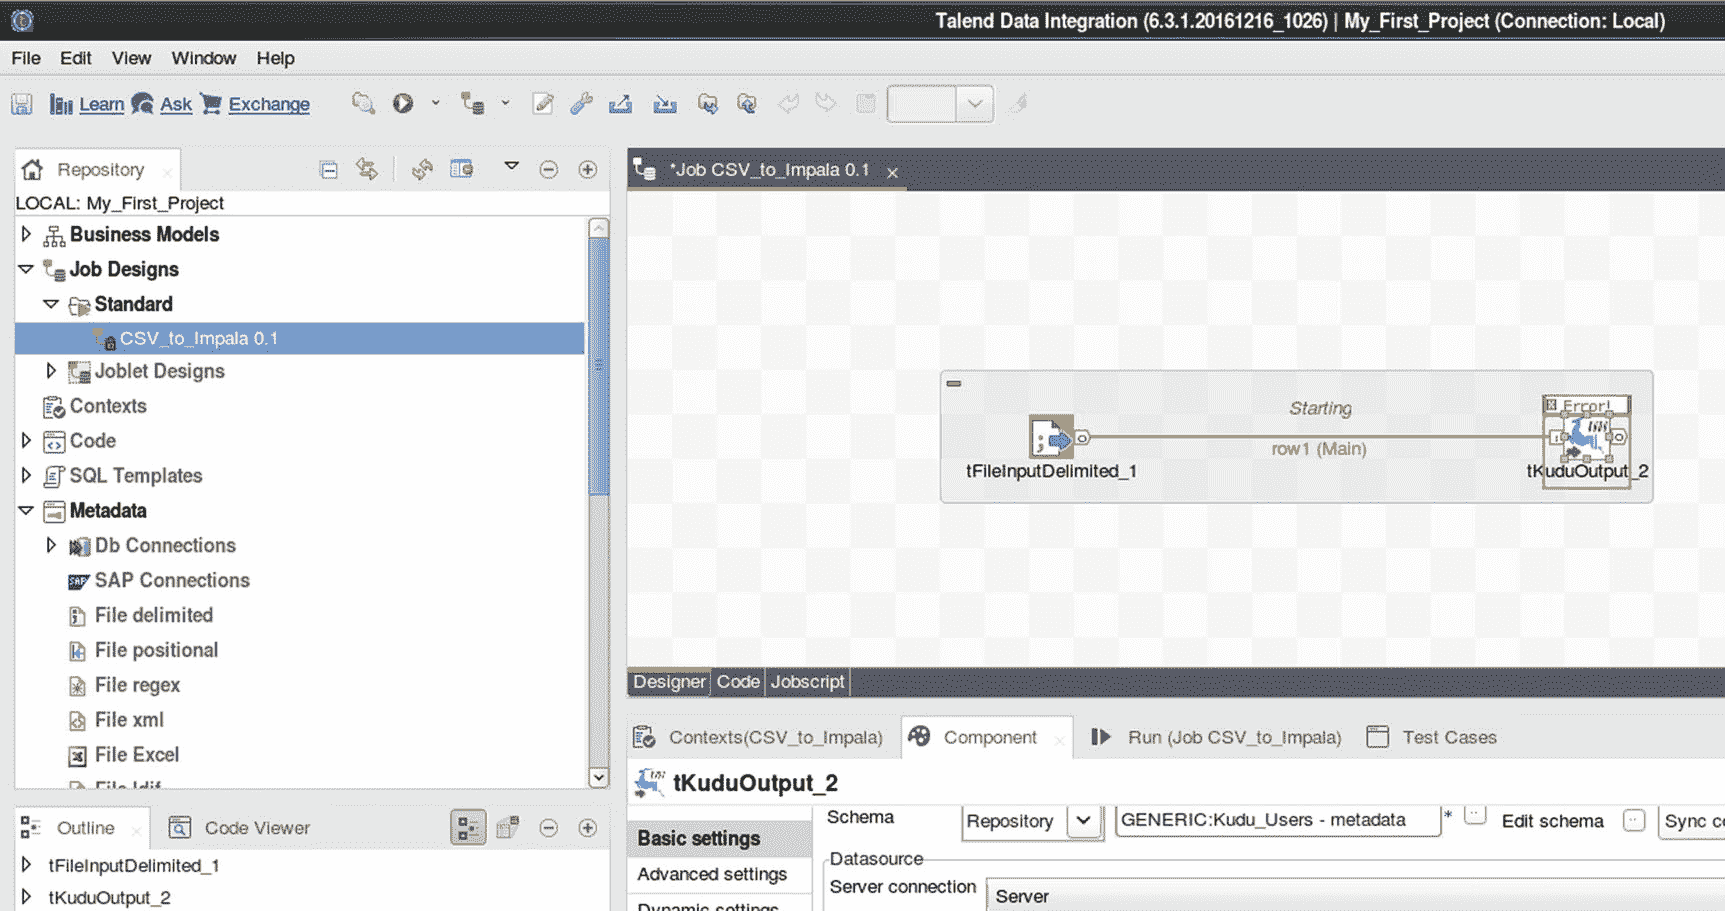 Talend Data Integration (6.3.1.20161216_1026) | My_First_Project (Connection: Local)
File Edit View Window Help
Learn Ask Exchange
Repository
LOCAL: My_First_Project
Business Models
Job Designs
Standard
CSV_to_Impala 0.1
Joblet Designs
Contexts
Code
SQL Templates
Metadata
Db Connections
SAP Connections
File delimited
File positional
File regex
File xml
File Excel
File ldif
Outline
Code Viewer
tFileInputDelimited_1
tKuduOutput_2
*Job CSV_to_Impala 0.1
Starting
Error!
row1 (Main)
tFileInputDelimited_1
tKuduOutput_2
Designer Code Jobscript
Contexts(CSV_to_Impala) Component Run (Job CSV_to_Impala) Test Cases
tKuduOutput_2
Basic settings
Advanced settings
Dynamic settings
Schema Repository GENERIC:Kudu_Users - metadata * Edit schema Sync co
Datasource
Server connection Server